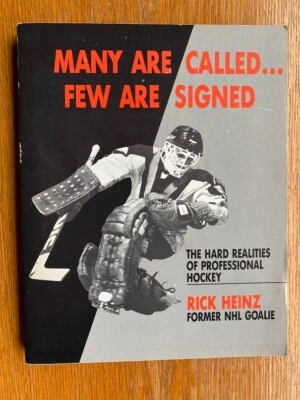 MANY ARE CALLED...
FEW ARE SIGNED
THE HARD REALITIES
OF PROFESSIONAL
HOCKEY
RICK HEINZ
FORMER NHL GOALIE